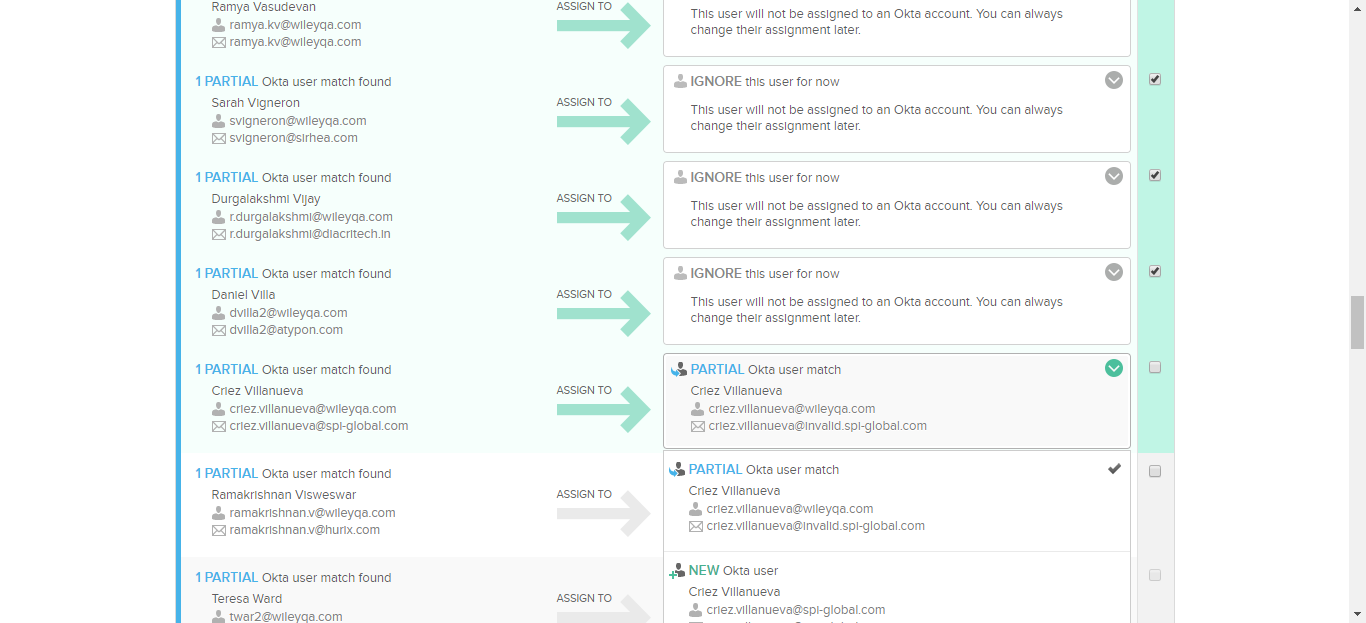 Ramya Vasudevan
ramya.kv@wileyqa.com
ramya.kv@wileyqa.com
ASSIGN TO
This user will not be assigned to an Okta account. You can always
change their assignment later.
1 PARTIAL Okta user match found
Sarah Vigneron
svigneron@wileyqa.com
svigneron@sirhea.com
ASSIGN TO
IGNORE this user for now
This user will not be assigned to an Okta account. You can always
change their assignment later.
1 PARTIAL Okta user match found
Durgalakshmi Vijay
r.durgalakshmi@wileyqa.com
r.durgalakshmi@diacritech.in
ASSIGN TO
IGNORE this user for now
This user will not be assigned to an Okta account. You can always
change their assignment later.
1 PARTIAL Okta user match found
Daniel Villa
dvilla2@wileyqa.com
dvilla2@atypon.com
ASSIGN TO
IGNORE this user for now
This user will not be assigned to an Okta account. You can always
change their assignment later.
1 PARTIAL Okta user match found
Criez Villanueva
criez.villanueva@wileyqa.com
criez.villanueva@spi-global.com
ASSIGN TO
PARTIAL Okta user match
Criez Villanueva
criez.villanueva@wileyqa.com
criez.villanueva@invalid.spi-global.com
1 PARTIAL Okta user match found
Ramakrishnan Visweswar
ramakrishnan.v@wileyqa.com
ramakrishnan.v@hurix.com
ASSIGN TO
PARTIAL Okta user match
Criez Villanueva
criez.villanueva@wileyqa.com
criez.villanueva@invalid.spi-global.com
1 PARTIAL Okta user match found
Teresa Ward
twar2@wileyqa.com
ASSIGN TO
NEW Okta user
Criez Villanueva
criez.villanueva@spi-global.com